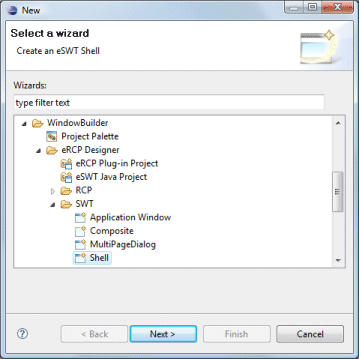 New
Select a wizard
Create an eSWT Shell
Wizards:
type filter text
WindowBuilder
Project Palette
eRCP Designer
eRCP Plug-in Project
eSWT Java Project
RCP
SWT
Application Window
Composite
MultiPageDialog
Shell
?
< Back
Next >
Finish
Cancel